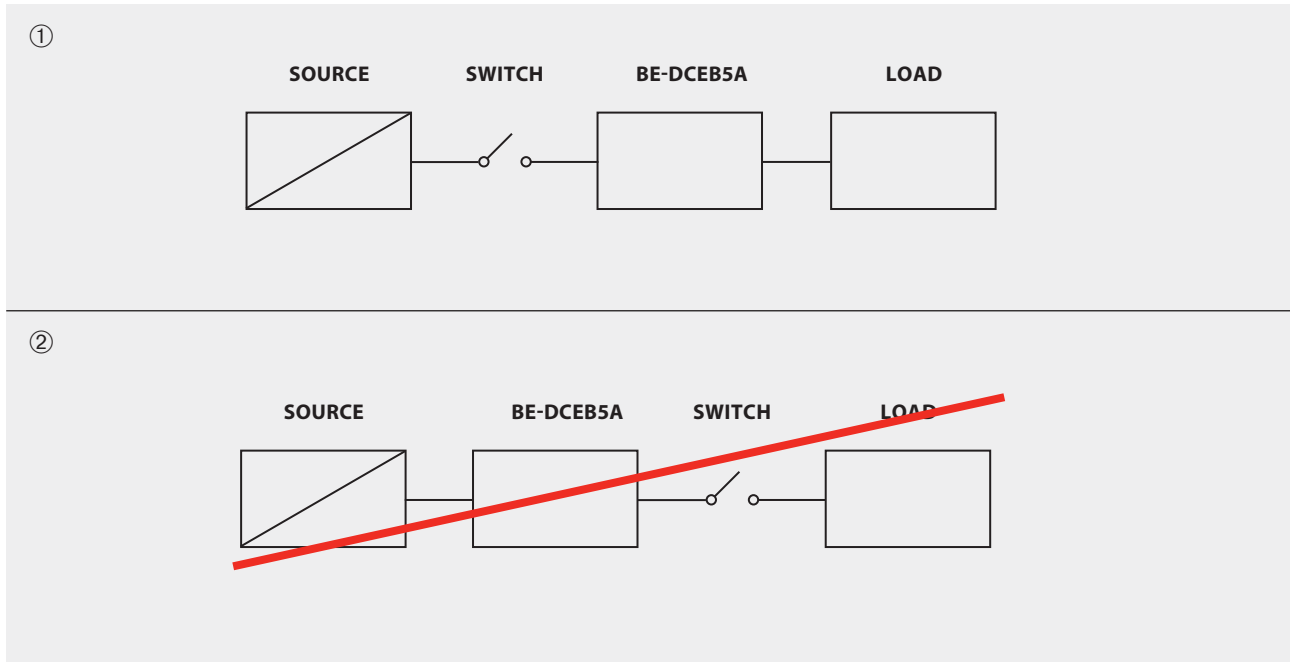 ①
SOURCE SWITCH BE-DCEB5A LOAD
②
SOURCE BE-DCEB5A SWITCH LOAD